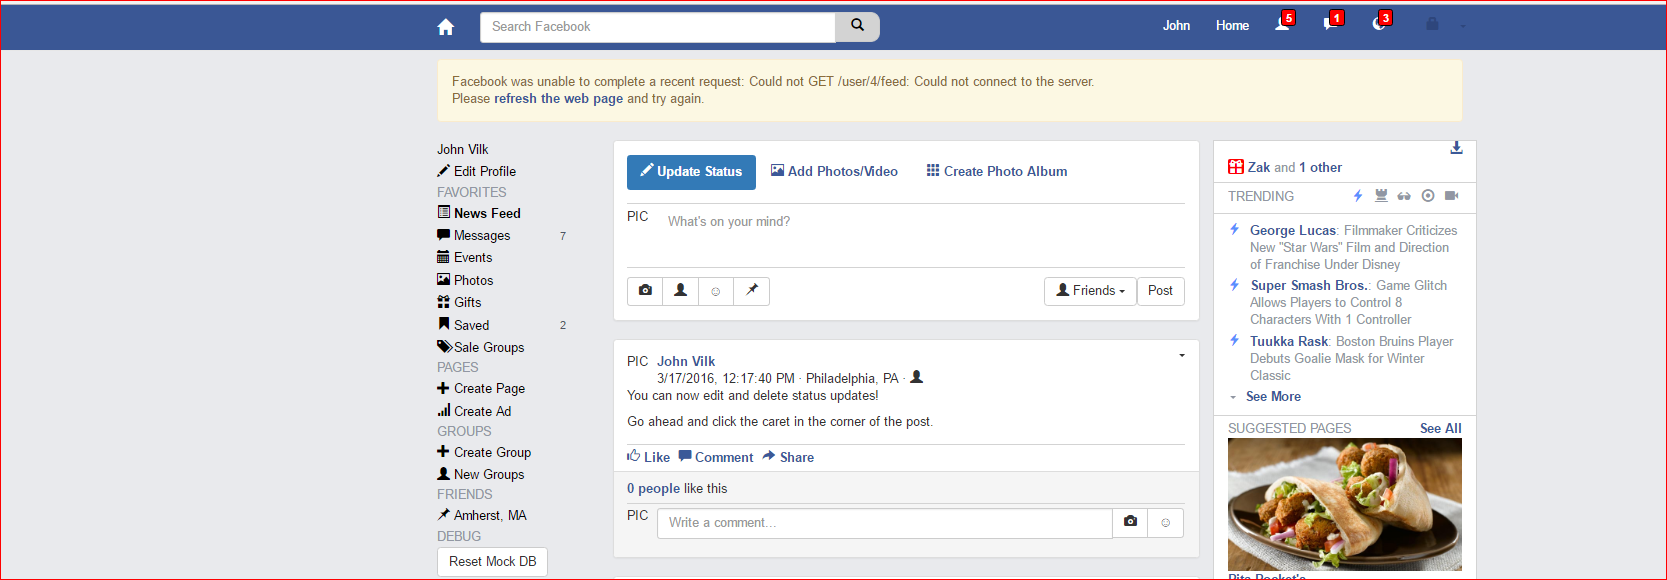 Search Facebook
John
Home
5
1
3
Facebook was unable to complete a recent request: Could not GET /user/4/feed: Could not connect to the server.
Please refresh the web page and try again.
John Vilk
Edit Profile
FAVORITES
News Feed
Messages 7
Events
Photos
Gifts
Saved 2
Sale Groups
PAGES
Create Page
Create Ad
GROUPS
Create Group
New Groups
FRIENDS
Amherst, MA
DEBUG
Reset Mock DB
Update Status
Add Photos/Video
Create Photo Album
PIC What's on your mind?
Friends
Post
PIC John Vilk
3/17/2016, 12:17:40 PM · Philadelphia, PA ·
You can now edit and delete status updates!
Go ahead and click the caret in the corner of the post.
Like Comment Share
0 people like this
PIC Write a comment...
Zak and 1 other
TRENDING
George Lucas: Filmmaker Criticizes
New "Star Wars" Film and Direction
of Franchise Under Disney
Super Smash Bros.: Game Glitch
Allows Players to Control 8
Characters With 1 Controller
Tuukka Rask: Boston Bruins Player
Debuts Goalie Mask for Winter
Classic
See More
SUGGESTED PAGES See All
Pita Pocket's